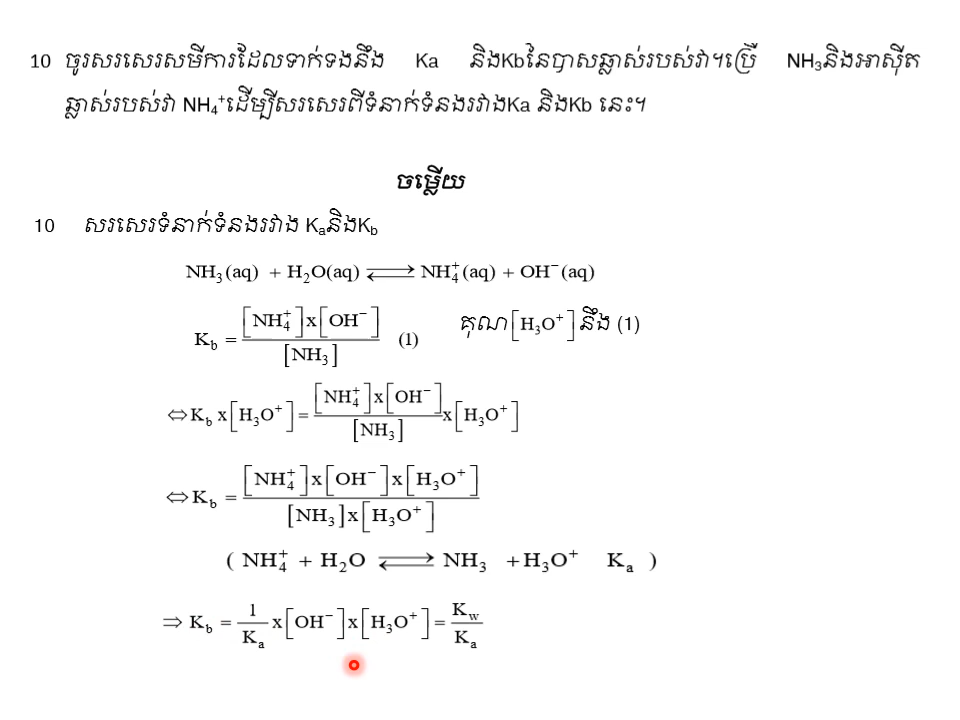 10 ចូរសរសេរសមីការដែលទាក់ទងនឹង Ka និងKbនៃបាសឆ្លាស់របស់វា។ប្រើ NH₃និងអាស៊ីត
ឆ្លាស់របស់វា NH₄⁺ដើម្បីសរសេរពីទំនាក់ទំនងរវាងKa និងKb នេះ។
ចម្លើយ
10 សរសេរទំនាក់ទំនងរវាង KₐនិងK_b
NH₃(aq) + H₂O(aq) ⇌ NH₄⁺(aq) + OH⁻(aq)
K_b = [NH₄⁺]x[OH⁻] / [NH₃] (1) គុណ[H₃O⁺]នឹង (1)
⇔K_b x[H₃O⁺] = [NH₄⁺]x[OH⁻] / [NH₃] x[H₃O⁺]
⇔K_b = [NH₄⁺]x[OH⁻]x[H₃O⁺] / [NH₃]x[H₃O⁺]
( NH₄⁺ + H₂O ⇌ NH₃ +H₃O⁺ Kₐ )
⇒ K_b = 1/Kₐ x[OH⁻]x[H₃O⁺] = K_w/Kₐ